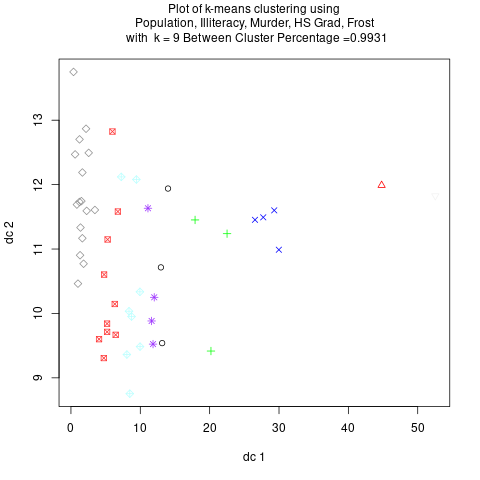 Plot of k-means clustering using
Population, Illiteracy, Murder, HS Grad, Frost
with k = 9 Between Cluster Percentage =0.9931
13
12
11
10
9
dc 2
0 10 20 30 40 50
dc 1